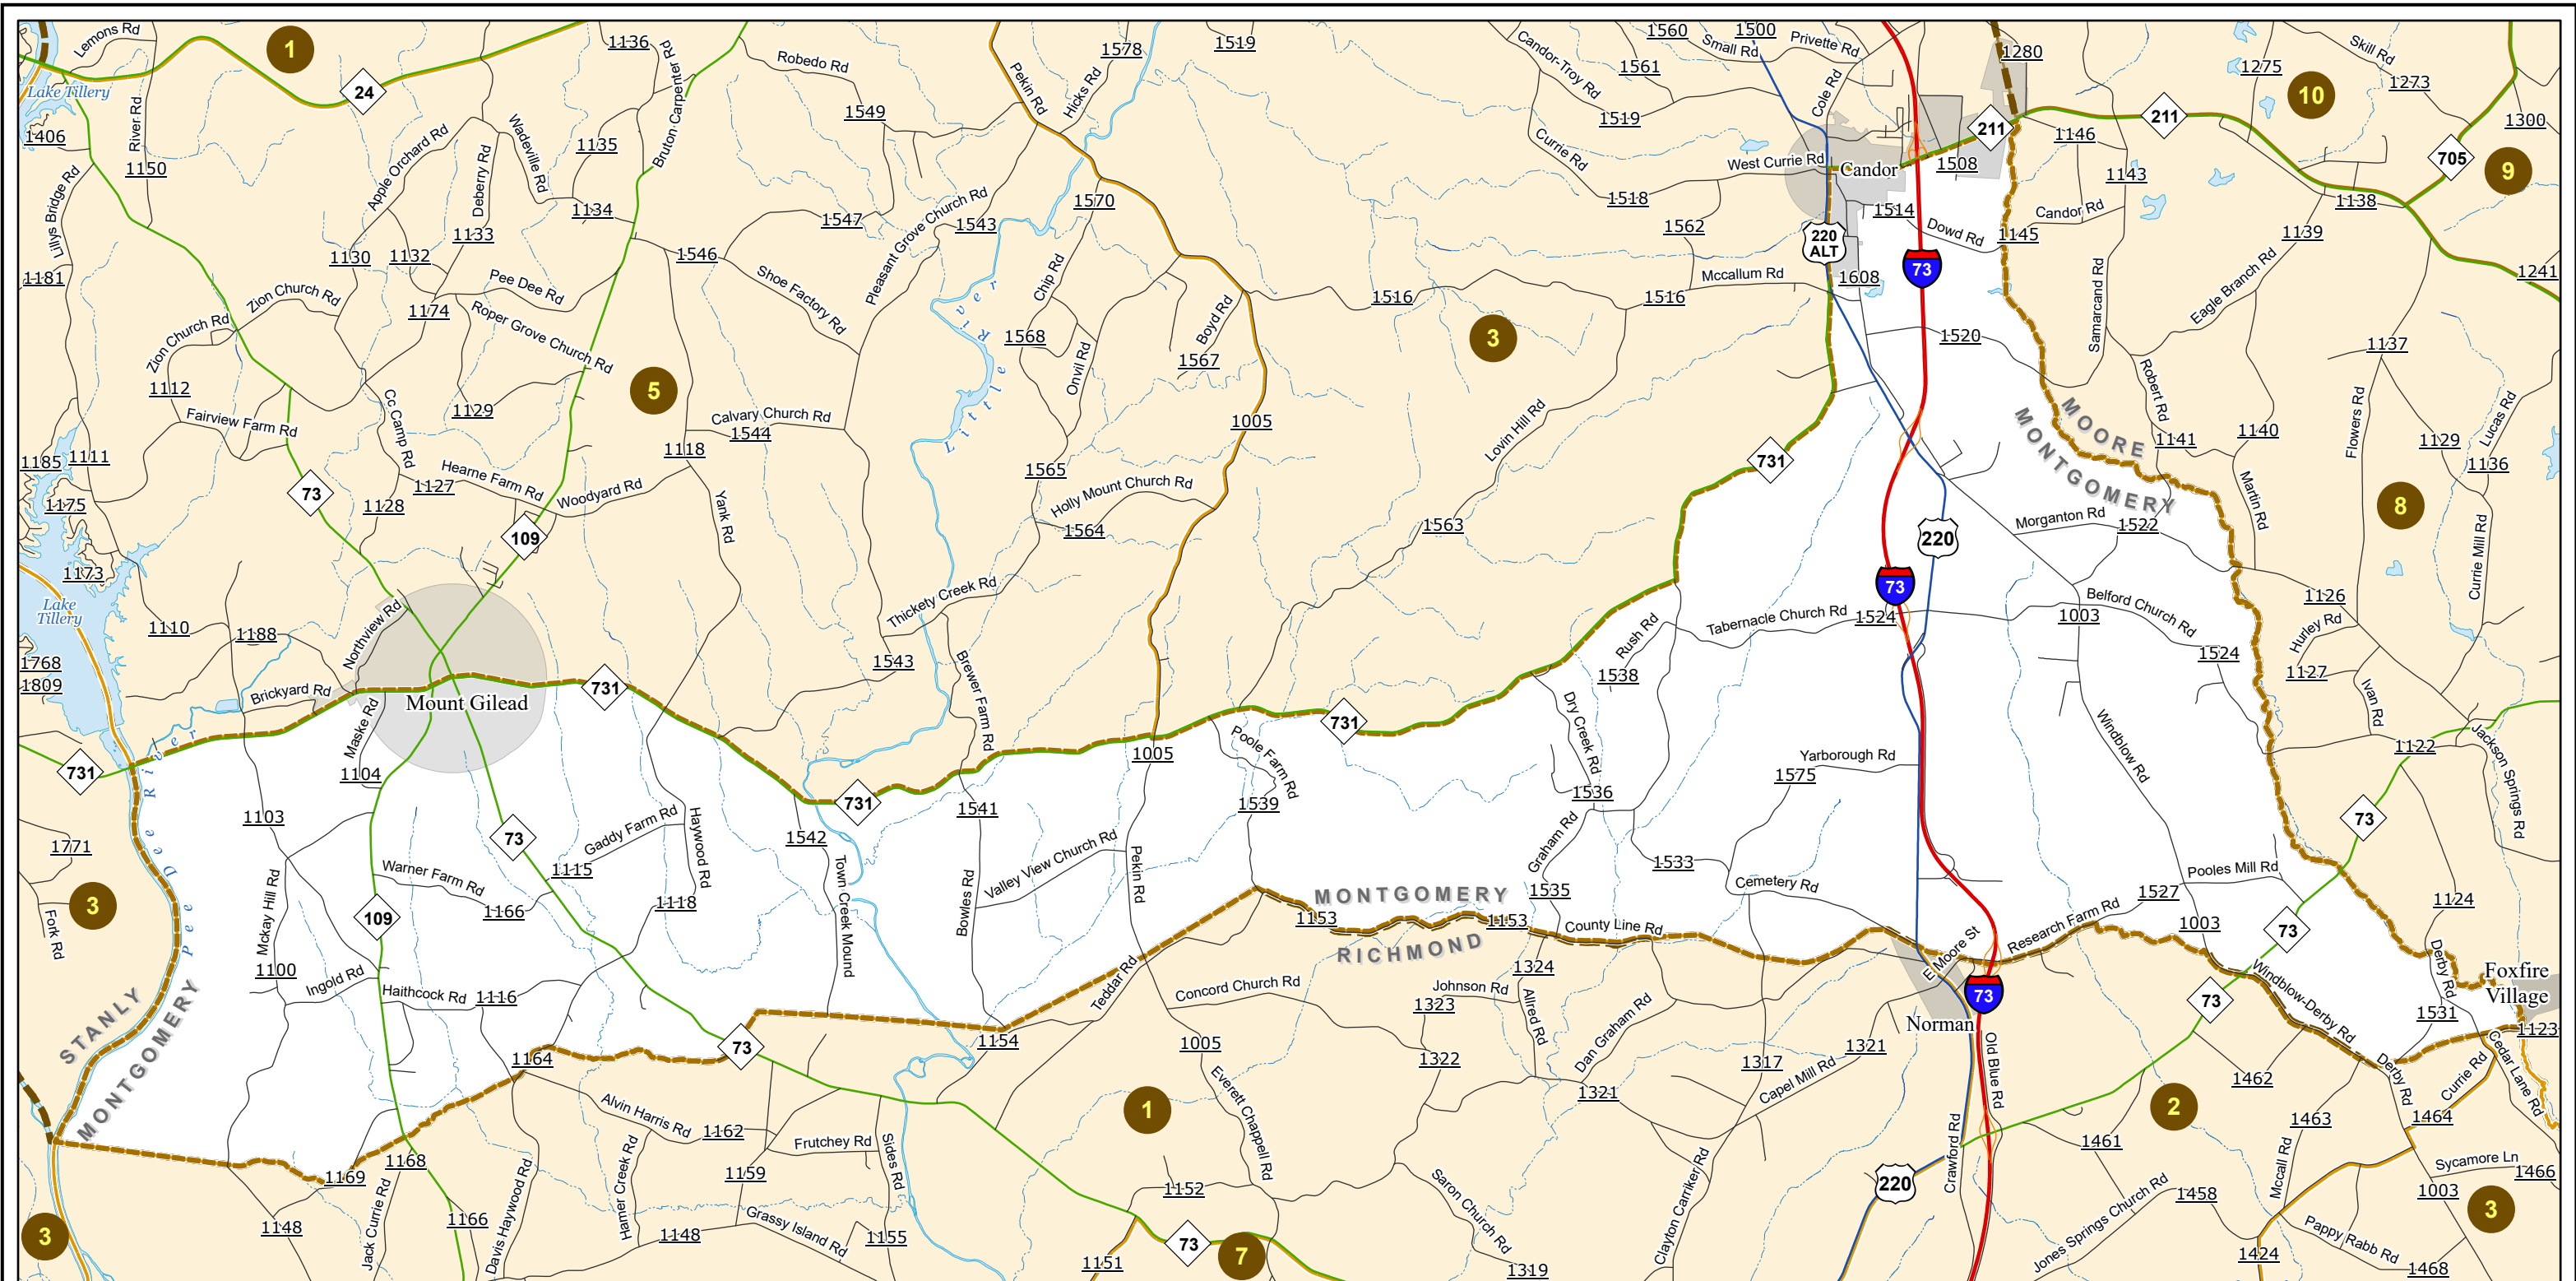 Lemons Rd
1
1136
Bruton Carpenter Rd
Robedo Rd
Pekin Rd
Hicks Rd
1578
1519
Candor-Troy Rd
1560
Small Rd
1500
Privette Rd
1280
Skill Rd
1275
10
1273
Lake Tillery
24
1549
1561
Cole Rd
1519
211
211
1300
1406
River Rd
1150
Apple Orchard Rd
Deberry Rd
Wadeville Rd
1135
Currie Rd
West Currie Rd
Candor
1508
1146
1143
705
9
Lillys Bridge Rd
1134
1547
Pleasant Grove Church Rd
1543
1570
1518
1562
1514
Dowd Rd
Candor Rd
1145
1138
1139
1133
1130
1132
1546
Shoe Factory Rd
220
ALT
73
1181
Zion Church Rd
Pee Dee Rd
Chip Rd
1516
1516
Mccallum Rd
1608
Samarcand Rd
Eagle Branch Rd
1241
1174
Roper Grove Church Rd
Zion Church Rd
Little River
1568
Boyd Rd
1567
3
1520
1137
1112
5
Onvil Rd
Robert Rd
Flowers Rd
Lucas Rd
Fairview Farm Rd
Cc Camp Rd
1129
Calvary Church Rd
1544
1005
Lovin Hill Rd
MOORE
MONTGOMERY
1141
1140
1129
1136
1185
1111
1118
731
1565
Hearne Farm Rd
1127
Woodyard Rd
Holly Mount Church Rd
73
1175
1128
Yank Rd
1564
1563
220
Morganton Rd
1522
Martin Rd
8
109
1173
73
Currie Mill Rd
Lake
Tillery
Thickety Creek Rd
Tabernacle Church Rd
1524
1003
Belford Church Rd
1126
Hurley Rd
1110
1188
Northview Rd
Rush Rd
1538
1524
1768
1543
1127
1809
Brickyard Rd
731
Brewer Farm Rd
Ivan Rd
Mount Gilead
731
Dry Creek Rd
Windblow Rd
Maske Rd
Poole Farm Rd
Yarborough Rd
1122
Jackson Springs Rd
731
1104
1005
1575
Pee Dee River
1103
731
1541
1539
1536
73
1771
73
Gaddy Farm Rd
Haywood Rd
1542
Valley View Church Rd
Pekin Rd
Graham Rd
1533
Pooles Mill Rd
Warner Farm Rd
1115
Town Creek Mound
Bowles Rd
MONTGOMERY
1535
Cemetery Rd
1527
1124
3
Mckay Hill Rd
109
1166
1118
1153
1153
County Line Rd
Research Farm Rd
1003
73
Fork Rd
RICHMOND
E Moore St
1100
Ingold Rd
Haithcock Rd
1116
Teddar Rd
Concord Church Rd
Johnson Rd
1324
Windblow-Derby Rd
Derby Rd
Foxfire
Village
STANLY
MONTGOMERY
1323
Allred Rd
Dan Graham Rd
73
73
Norman
1531
1123
1164
73
1154
1005
1322
1317
1321
Old Blue Rd
1462
Derby Rd
Currie Rd
Cedar Lane Rd
Alvin Harris Rd
1162
1
Everett Chappell Rd
1321
Capel Mill Rd
2
1463
1464
Frutchey Rd
1461
1169
1168
Hamer Creek Rd
1159
Sides Rd
1152
Saron Church Rd
Clayton Carriker Rd
220
Crawford Rd
Mccall Rd
Sycamore Ln
1466
1148
Jack Currie Rd
1166
Davis Haywood Rd
1148
Grassy Island Rd
1155
1458
1003
3
3
73
7
Jones Springs Church Rd
Pappy Rabb Rd
1151
1319
1424
1468